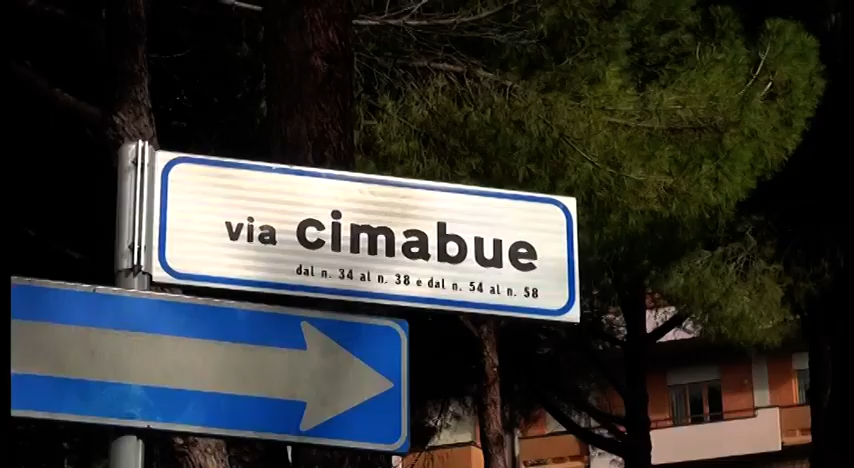 via cimabue
dal n. 34 al n. 38 e dal n. 54 al n. 58